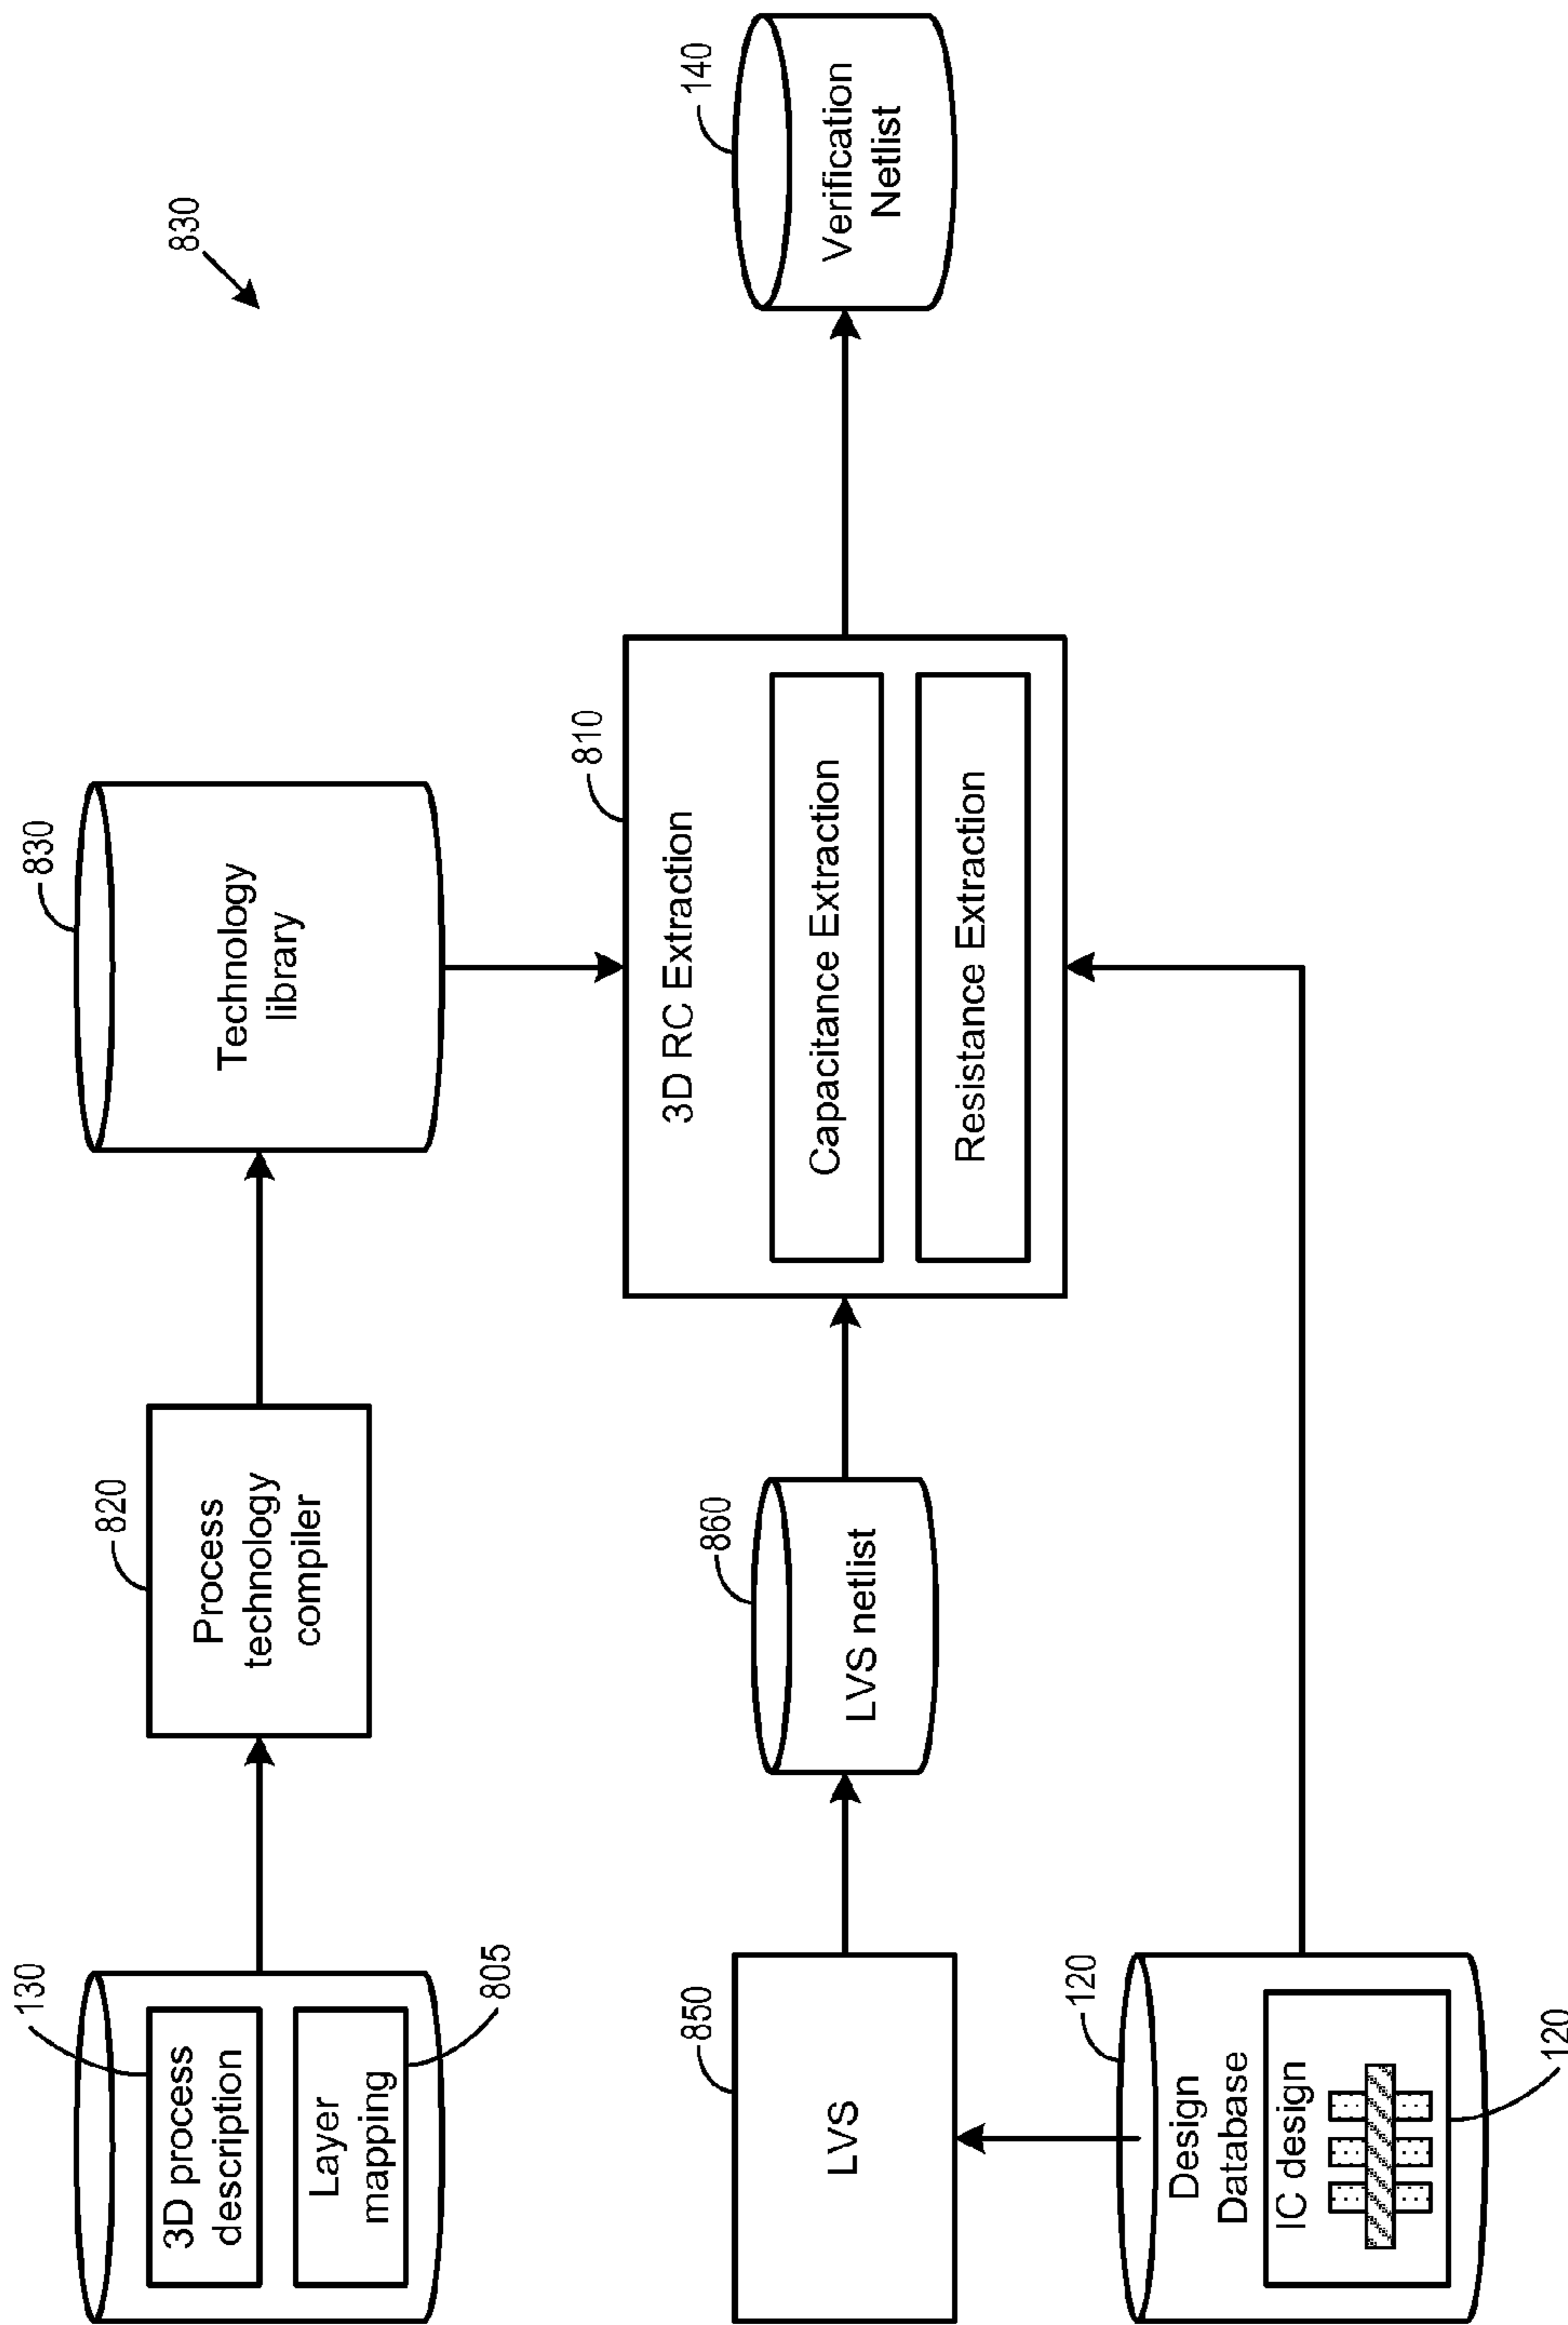 830
130
3D process
description
Layer
mapping
805
820
Process
technology
compiler
830
Technology
library
850
LVS
860
LVS netlist
810
3D RC Extraction
Capacitance Extraction
Resistance Extraction
140
Verification
Netlist
120
Design
Database
IC design
120